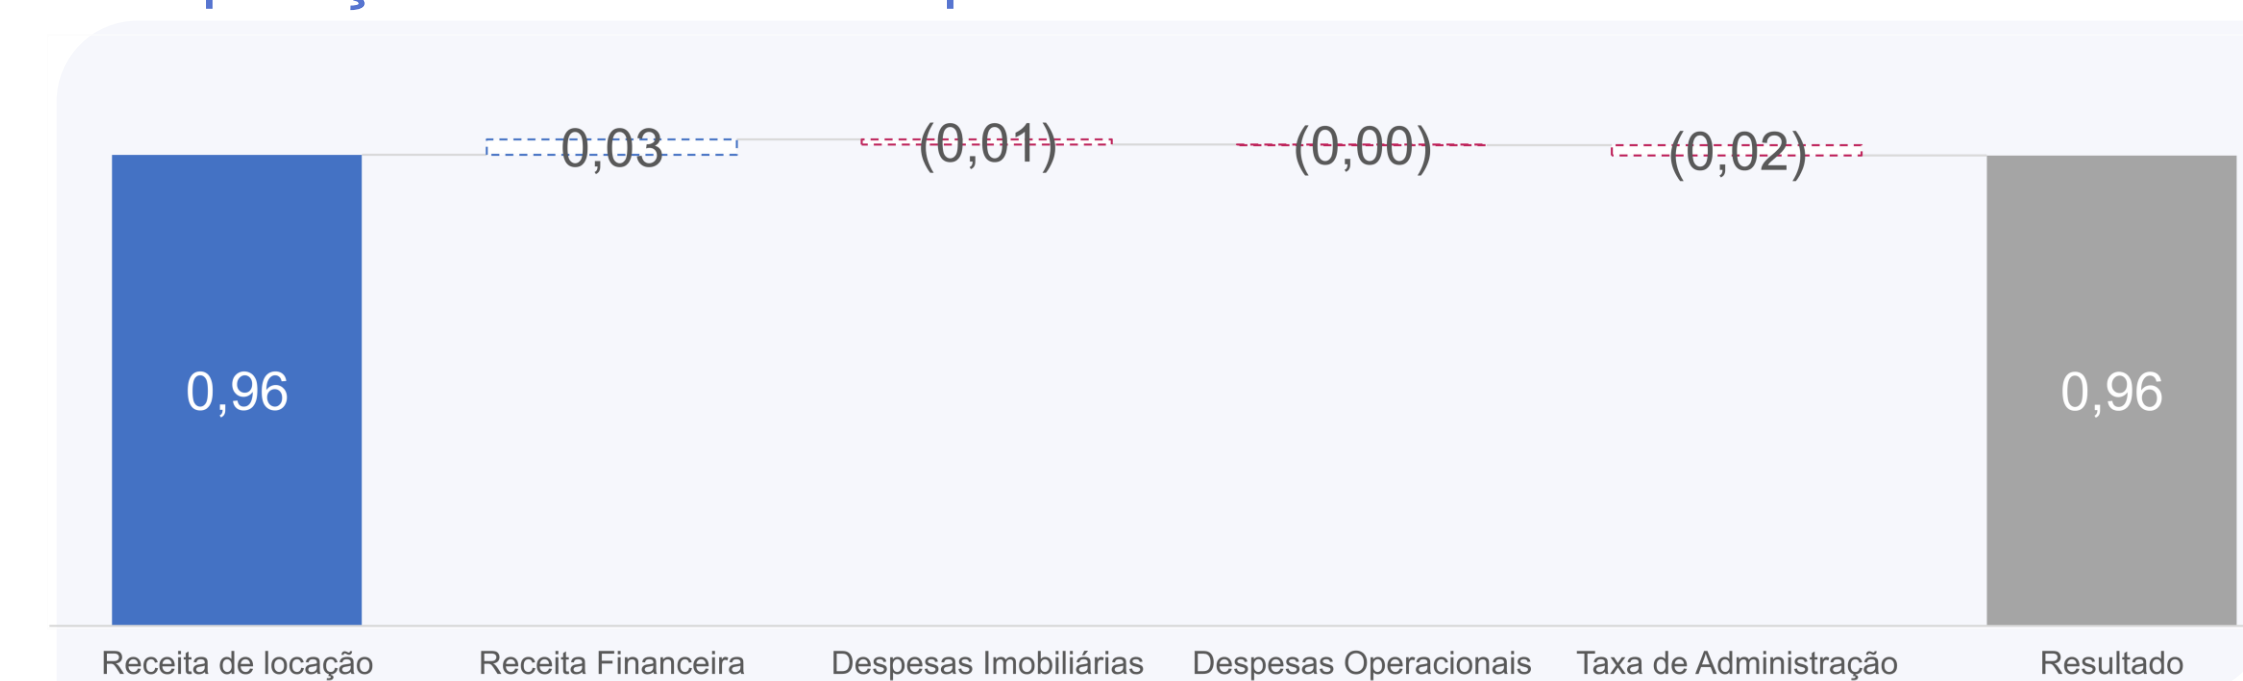 0,03
(0,01)
(0,00)
(0,02)
0,96
0,96
Receita de locação
Receita Financeira
Despesas Imobiliárias
Despesas Operacionais
Taxa de Administração
Resultado